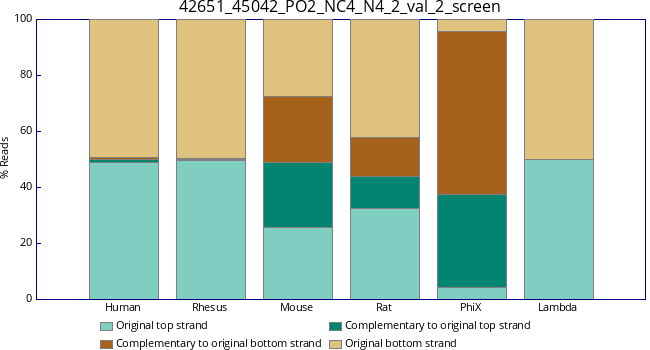 42651_45042_PO2_NC4_N4_2_val_2_screen
100
80
60
40
20
0
% Reads
Human Rhesus Mouse Rat PhiX Lambda
Original top strand Complementary to original top strand
Complementary to original bottom strand Original bottom strand